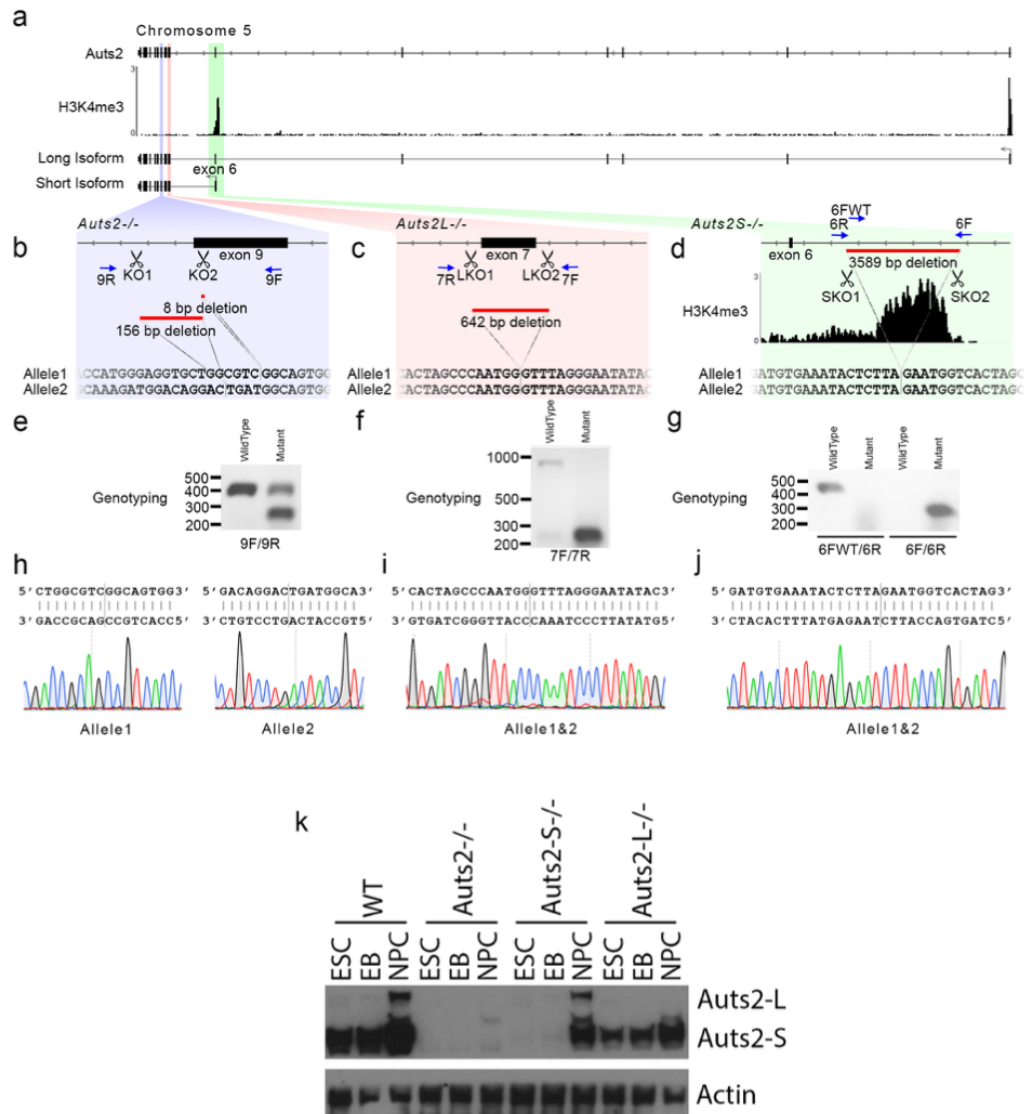 a
Chromosome 5
Auts2
3
H3K4me3
0
Long Isoform
exon 6
Short Isoform
Auts2-/-
Auts2L-/-
Auts2S-/-
6FWT
6R
6F
b
exon 9
9R
KO1
KO2
9F
8 bp deletion
156 bp deletion
Allele1
CCATGGGAGGTGCTGGCGTCGGCAGTGG
Allele2
CAAAGATGGACAGGACTGATGGCAGTGG
c
exon 7
7R
LKO1
LKO2
7F
642 bp deletion
Allele1
CACTAGCCCAATGGGTTTAGGGAATATAC
Allele2
CACTAGCCCAATGGGTTTAGGGAATATAC
d
exon 6
3589 bp deletion
3
SKO1
SKO2
H3K4me3
0
Allele1
GATGTGAAATACTCTTAGAATGGTCACTAG
Allele2
GATGTGAAATACTCTTAGAATGGTCACTAG
e
WildType
Mutant
Genotyping
500
400
300
200
9F/9R
f
WildType
Mutant
1000
500
300
200
7F/7R
g
WildType
Mutant
WildType
Mutant
Genotyping
500
400
300
200
6FWT/6R
6F/6R
h
5'CTGGCGTCGGCAGTGG3'
3'GACCGCAGCCGTCACC5'
Allele1
5'GACAGGACTGATGGCA3'
3'CTGTCCTGACTACCGT5'
Allele2
i
5'CACTAGCCCAATGGGTTTAGGGAATATAC3'
3'GTGATCGGGTTACCCAAATCCCTTATATG5'
Allele1&2
j
5'GATGTGAAATACTCTTAGAATGGTCACTAG3'
3'CTACACTTTATGAGAATCTTACCAGTGATC5'
Allele1&2
k
WT
Auts2-/-
Auts2-S-/-
Auts2-L-/-
ESC
EB
NPC
ESC
EB
NPC
ESC
EB
NPC
ESC
EB
NPC
Auts2-L
Auts2-S
Actin